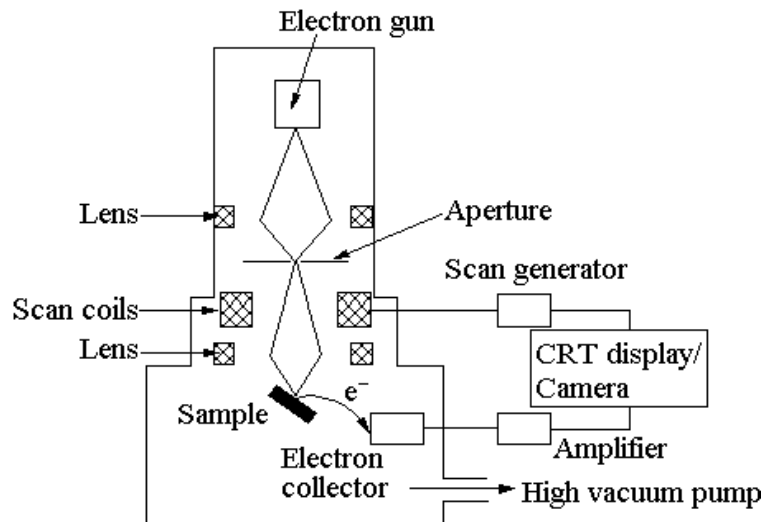 Electron gun
Lens
Aperture
Scan generator
Scan coils
Lens
CRT display/
Camera
e⁻
Sample
Amplifier
Electron
collector
High vacuum pump